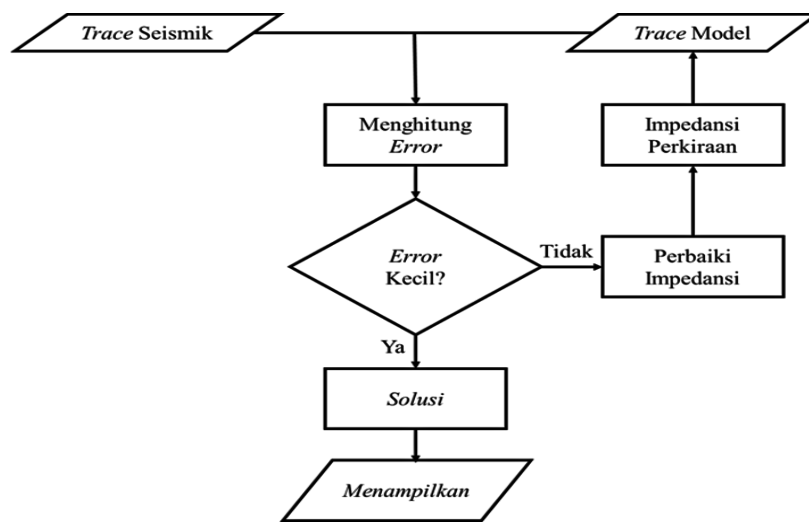 Trace Seismik
Trace Model
Menghitung
Error
Impedansi
Perkiraan
Error
Kecil?
Tidak
Perbaiki
Impedansi
Ya
Solusi
Menampilkan